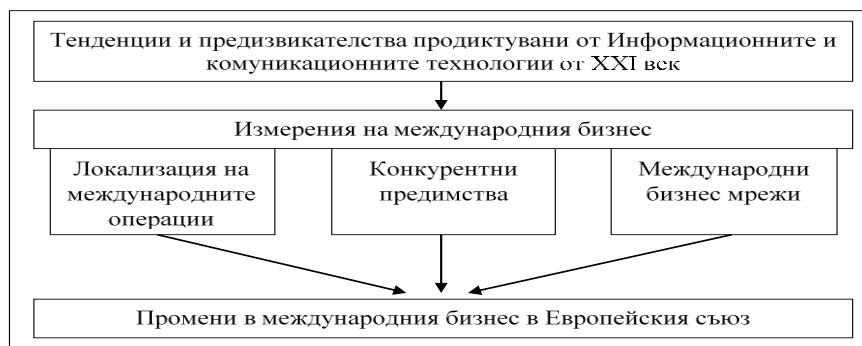 Тенденции и предизвикателства продиктувани от Информационните и
комуникационните технологии от XXI вск
Измерения на международния бизнес
Локализация на
международните
операции
Конкурентни
предимства
Международни
бизнес мрежи
Промени в международния бизнес в Европейския съюз